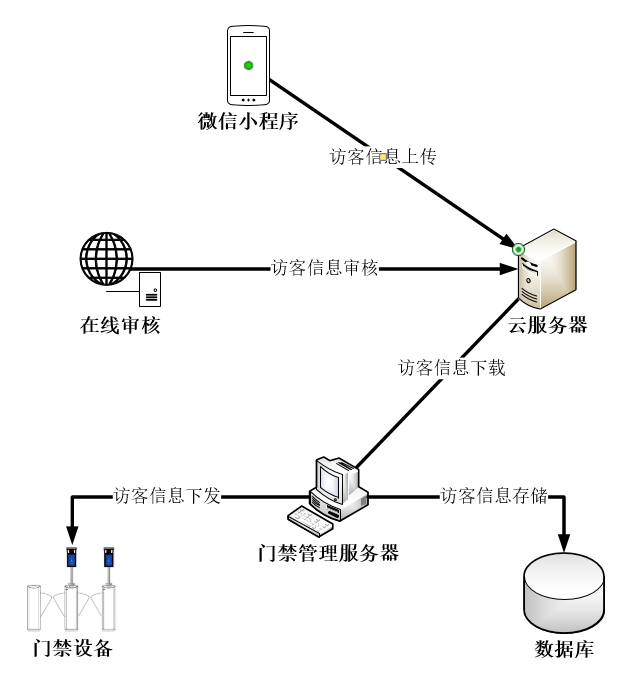 微信小程序
访客信息上传
访客信息审核
在线审核
云服务器
访客信息下载
访客信息下发
访客信息存储
门禁管理服务器
门禁设备
数据库